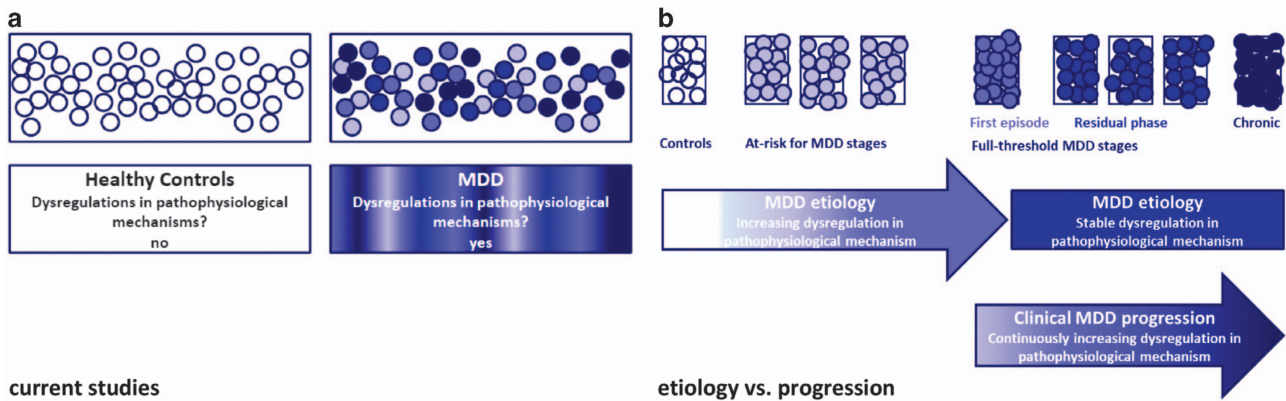 a
Healthy Controls
Dysregulations in pathophysiological
mechanisms?
no
MDD
Dysregulations in pathophysiological
mechanisms?
yes
current studies
b
Controls
At-risk for MDD stages
First episode
Residual phase
Chronic
Full-threshold MDD stages
MDD etiology
Increasing dysregulation in
pathophysiological mechanism
MDD etiology
Stable dysregulation in
pathophysiological mechanism
Clinical MDD progression
Continuously increasing dysregulation in
pathophysiological mechanism
etiology vs. progression